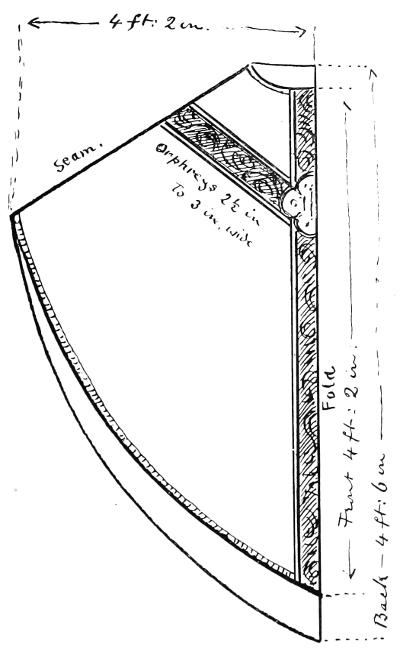 4 ft: 2 in.
Seam.
Orphreys 2½ in
To 3 in. wide
Fold
Front 4 ft: 2 in.
Back – 4 ft: 6 in